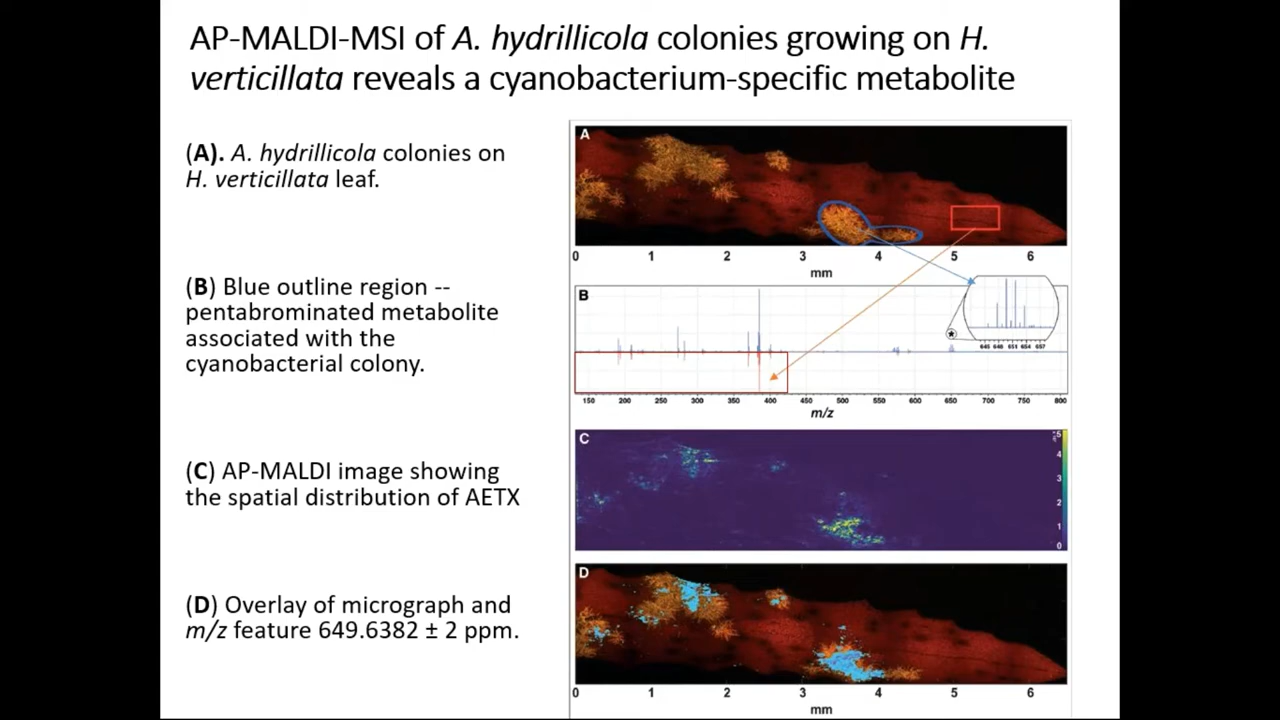 AP-MALDI-MSI of A. hydrillicola colonies growing on H.
verticillata reveals a cyanobacterium-specific metabolite
(A). A. hydrillicola colonies on
H. verticillata leaf.
(B) Blue outline region --
pentabrominated metabolite
associated with the
cyanobacterial colony.
(C) AP-MALDI image showing
the spatial distribution of AETX
(D) Overlay of micrograph and
m/z feature 649.6382 ± 2 ppm.
A
0 1 2 3 4 5 6
mm
B
645 648 651 654 657
150 200 250 300 350 400 450 500 550 600 650 700 750 800
m/z
C
5
4
3
2
1
0
D
0 1 2 3 4 5 6
mm